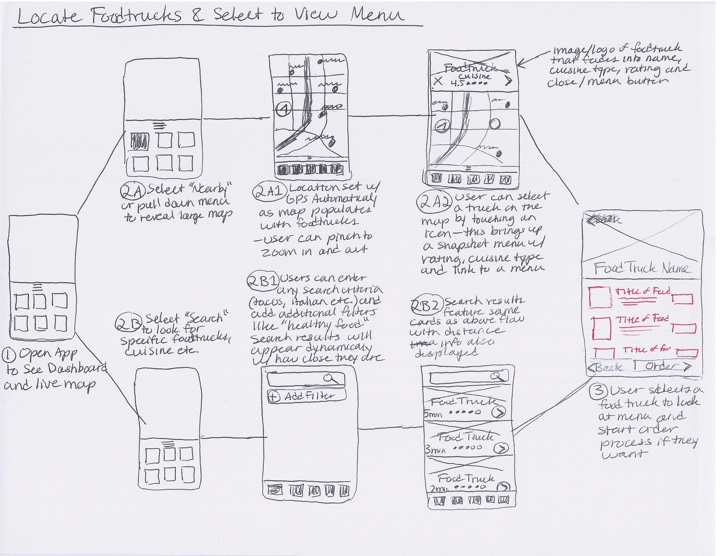 Locate Foodtrucks & Select to View Menu
image/logo of foodtruck
that fades into name,
cuisine type, rating and
close/menu button
FoodTruck
cuisine
4.5
X
2A Select "Nearby"
or pull down menu
to reveal large map
2A1 Location set w/
GPS Automatically
as map populates
with foodtrucks
-user can pinch to
zoom in and out
2A2 User can select
a truck on the
map by touching an
icon-this brings up
a snapshot menu w/
rating, cuisine type
and link to a menu
1 Open App
to See Dashboard
and live map
2B Select "Search"
to look for
specific foodtrucks,
cuisine etc.
2B1 Users can enter
any search criteria
(tacos, italian etc.) and
add additional filters
like "healthy food"
Search results will
appear dynamically
w/ how close they are
2B2 Search results
feature same
cards as above flow
with distance
info also
displayed
FoodTruck Name
Title of Food
Title of Food
Title of
<Back | Order>
3 User selects a
food truck to look
at menu and
start order
process if they
want
+ Add Filter
Food Truck
5min
Food Truck
3min
Food Truck
2min